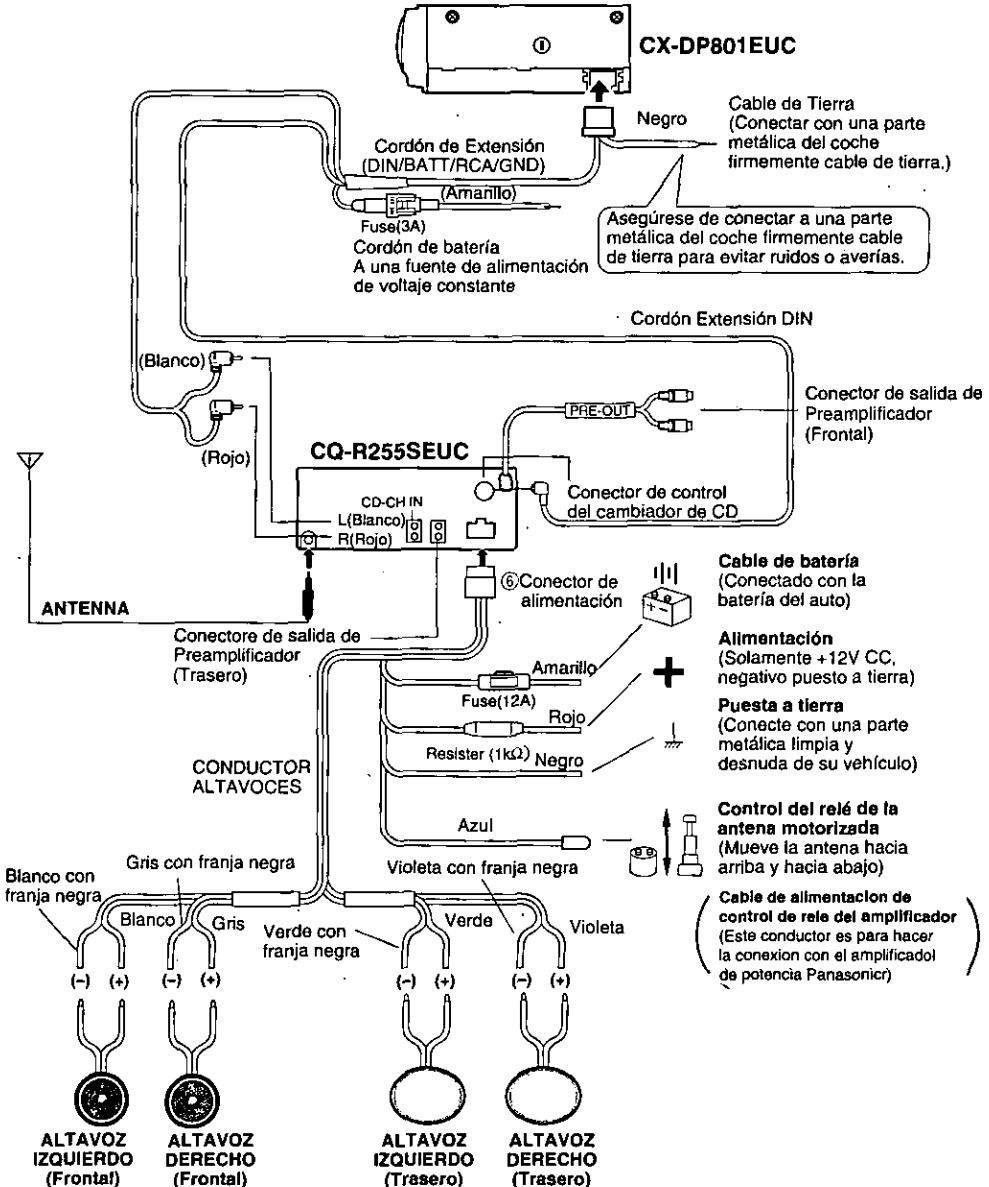 CX-DP801EUC
Negro
Cable de Tierra
(Conectar con una parte
metálica del coche
firmemente cable de tierra.)
Cordón de Extensión
(DIN/BATT/RCA/GND)
(Amarillo)
Fuse(3A)
Cordón de batería
A una fuente de alimentación
de voltaje constante
Asegúrese de conectar a una parte
metálica del coche firmemente cable
de tierra para evitar ruidos o averías.
Cordón Extensión DIN
(Blanco)
(Rojo)
PRE-OUT
Conector de salida de
Preamplificador
(Frontal)
CQ-R255SEUC
CD-CH IN
L(Blanco)
R(Rojo)
Conector de control
del cambiador de CD
ANTENNA
⑥Conector de
alimentación
Conectore de salida de
Preamplificador
(Trasero)
Cable de batería
(Conectado con la
batería del auto)
Amarillo
Fuse(12A)
Alimentación
(Solamente +12V CC,
negativo puesto a tierra)
Rojo
Resister (1kΩ)
Puesta a tierra
(Conecte con una parte
metálica limpia y
desnuda de su vehículo)
Negro
CONDUCTOR
ALTAVOCES
Azul
Control del relé de la
antena motorizada
(Mueve la antena hacia
arriba y hacia abajo)
Cable de alimentacion de
control de rele del amplificador
(Este conductor es para hacer
la conexion con el amplificadol
de potencia Panasonicr)
Blanco con
franja negra
Gris con franja negra
Violeta con franja negra
Blanco
Gris
Verde con
franja negra
Verde
Violeta
(-) (+) (-) (+) (-) (+) (-) (+)
ALTAVOZ
IZQUIERDO
(Frontal)
ALTAVOZ
DERECHO
(Frontal)
ALTAVOZ
IZQUIERDO
(Trasero)
ALTAVOZ
DERECHO
(Trasero)